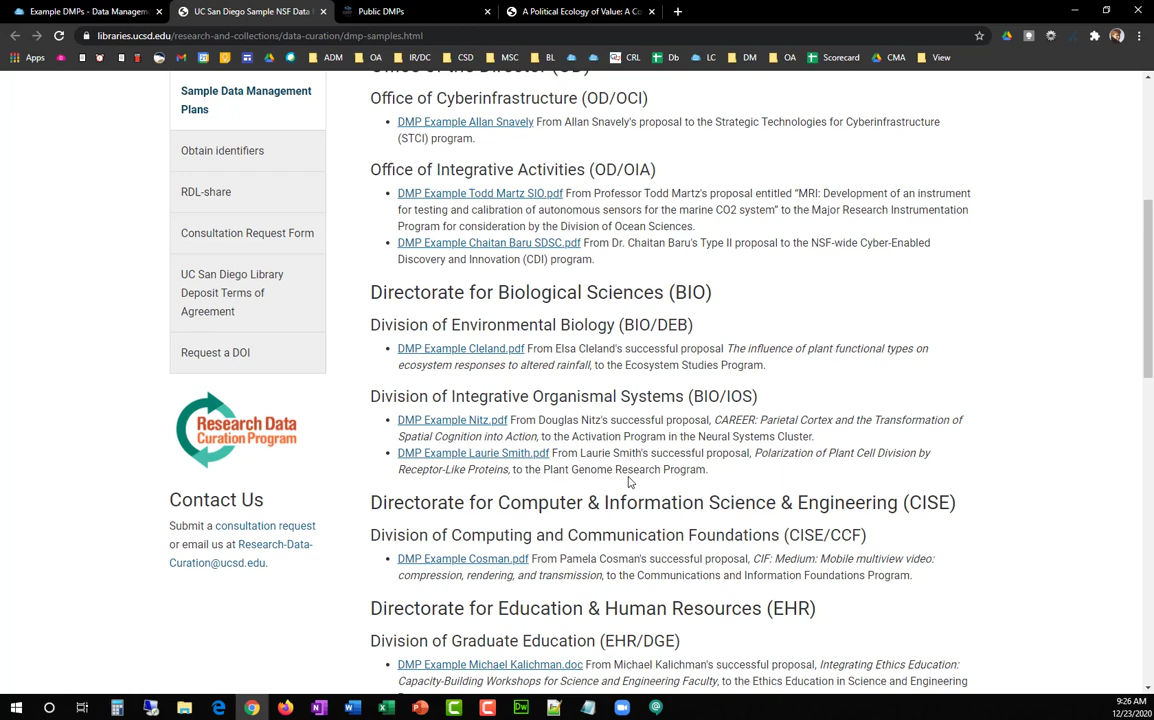 Example DMPs - Data Managem
UC San Diego Sample NSF Data
Public DMPs
A Political Ecology of Value: A Co
libraries.ucsd.edu/research-and-collections/data-curation/dmp-samples.html
Apps
ADM
OA
IR/DC
CSD
MSC
BL
CRL
Db
LC
DM
OA
Scorecard
CMA
View
Sample Data Management
Plans
Obtain identifiers
RDL-share
Consultation Request Form
UC San Diego Library
Deposit Terms of
Agreement
Request a DOI
Research Data
Curation Program
Contact Us
Submit a consultation request
or email us at Research-Data-
Curation@ucsd.edu.
Office of the Director (OD)
Office of Cyberinfrastructure (OD/OCI)
• DMP Example Allan Snavely From Allan Snavely's proposal to the Strategic Technologies for Cyberinfrastructure
(STCI) program.
Office of Integrative Activities (OD/OIA)
• DMP Example Todd Martz SIO.pdf From Professor Todd Martz's proposal entitled “MRI: Development of an instrument
for testing and calibration of autonomous sensors for the marine CO2 system” to the Major Research Instrumentation
Program for consideration by the Division of Ocean Sciences.
• DMP Example Chaitan Baru SDSC.pdf From Dr. Chaitan Baru's Type II proposal to the NSF-wide Cyber-Enabled
Discovery and Innovation (CDI) program.
Directorate for Biological Sciences (BIO)
Division of Environmental Biology (BIO/DEB)
• DMP Example Cleland.pdf From Elsa Cleland's successful proposal The influence of plant functional types on
ecosystem responses to altered rainfall, to the Ecosystem Studies Program.
Division of Integrative Organismal Systems (BIO/IOS)
• DMP Example Nitz.pdf From Douglas Nitz's successful proposal, CAREER: Parietal Cortex and the Transformation of
Spatial Cognition into Action, to the Activation Program in the Neural Systems Cluster.
• DMP Example Laurie Smith.pdf From Laurie Smith's successful proposal, Polarization of Plant Cell Division by
Receptor-Like Proteins, to the Plant Genome Research Program.
Directorate for Computer & Information Science & Engineering (CISE)
Division of Computing and Communication Foundations (CISE/CCF)
• DMP Example Cosman.pdf From Pamela Cosman's successful proposal, CIF: Medium: Mobile multiview video:
compression, rendering, and transmission, to the Communications and Information Foundations Program.
Directorate for Education & Human Resources (EHR)
Division of Graduate Education (EHR/DGE)
• DMP Example Michael Kalichman.doc From Michael Kalichman's successful proposal, Integrating Ethics Education:
Capacity-Building Workshops for Science and Engineering Faculty, to the Ethics Education in Science and Engineering
9:26 AM
12/23/2020